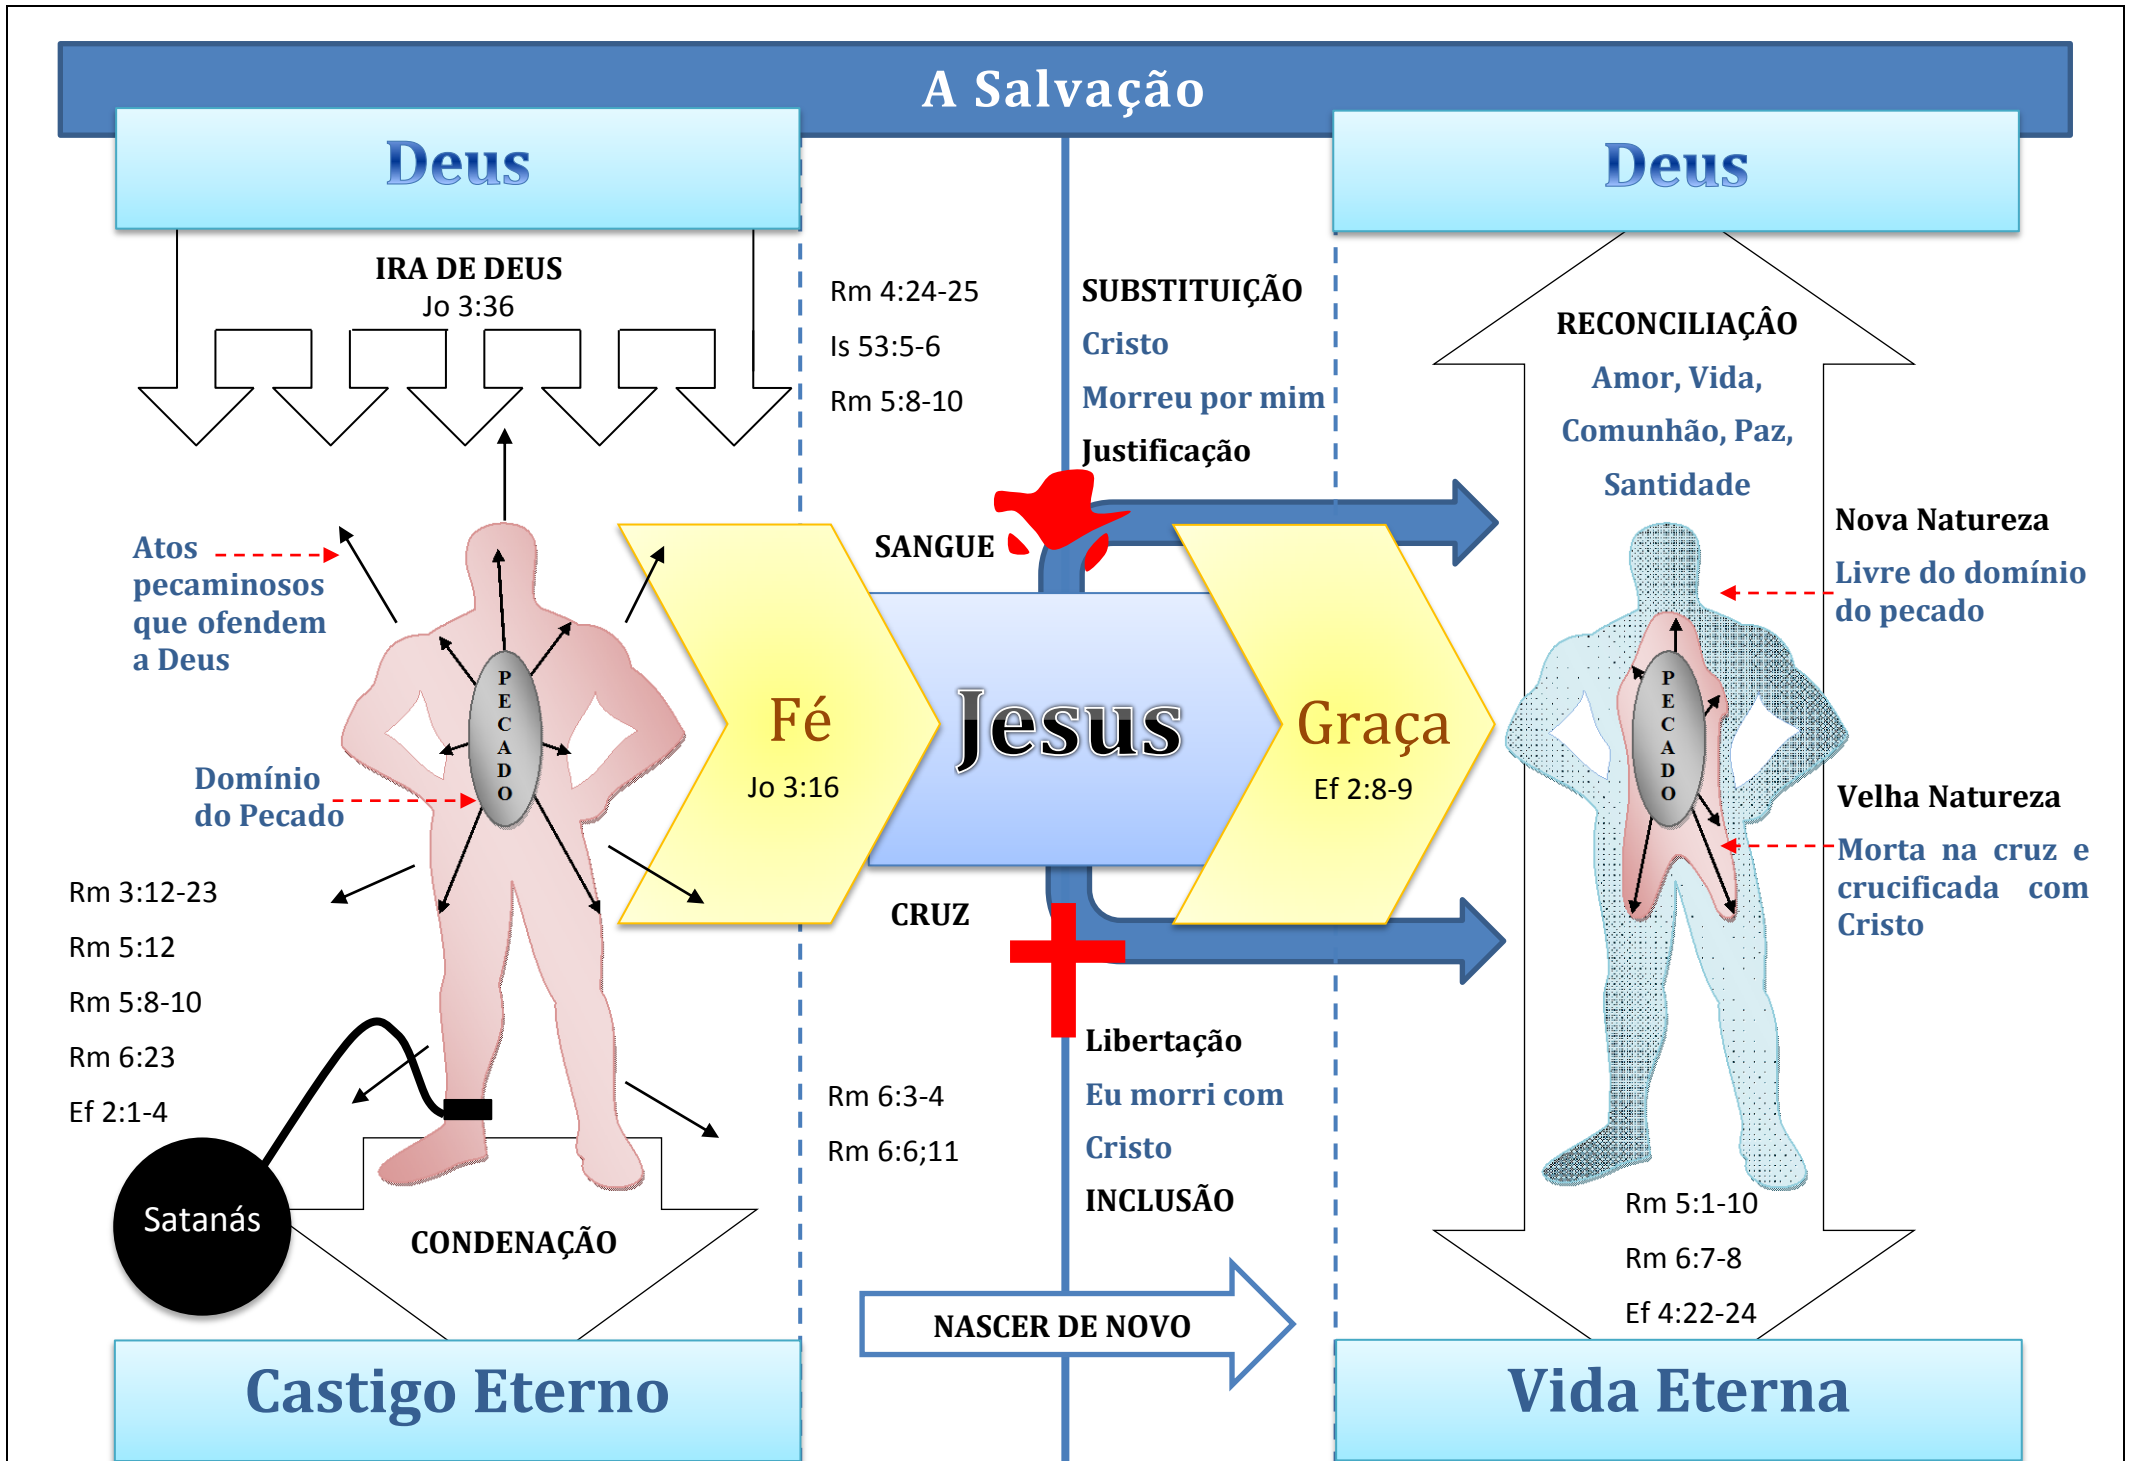 A Salvação
Deus
IRA DE DEUS
Jo 3:36
Atos
pecaminosos
que ofendem
a Deus
PECADO
Domínio
do Pecado
Rm 3:12-23
Rm 5:12
Rm 5:8-10
Rm 6:23
Ef 2:1-4
Satanás
CONDENAÇÃO
Castigo Eterno
Fé
Jo 3:16
Rm 4:24-25
Is 53:5-6
Rm 5:8-10
SUBSTITUIÇÃO
Cristo
Morreu por mim
Justificação
SANGUE
Jesus
CRUZ
Rm 6:3-4
Rm 6:6;11
Libertação
Eu morri com
Cristo
INCLUSÃO
NASCER DE NOVO
Graça
Ef 2:8-9
Deus
RECONCILIAÇÂO
Amor, Vida,
Comunhão, Paz,
Santidade
Nova Natureza
Livre do domínio
do pecado
PECADO
Velha Natureza
Morta na cruz e
crucificada com
Cristo
Rm 5:1-10
Rm 6:7-8
Ef 4:22-24
Vida Eterna